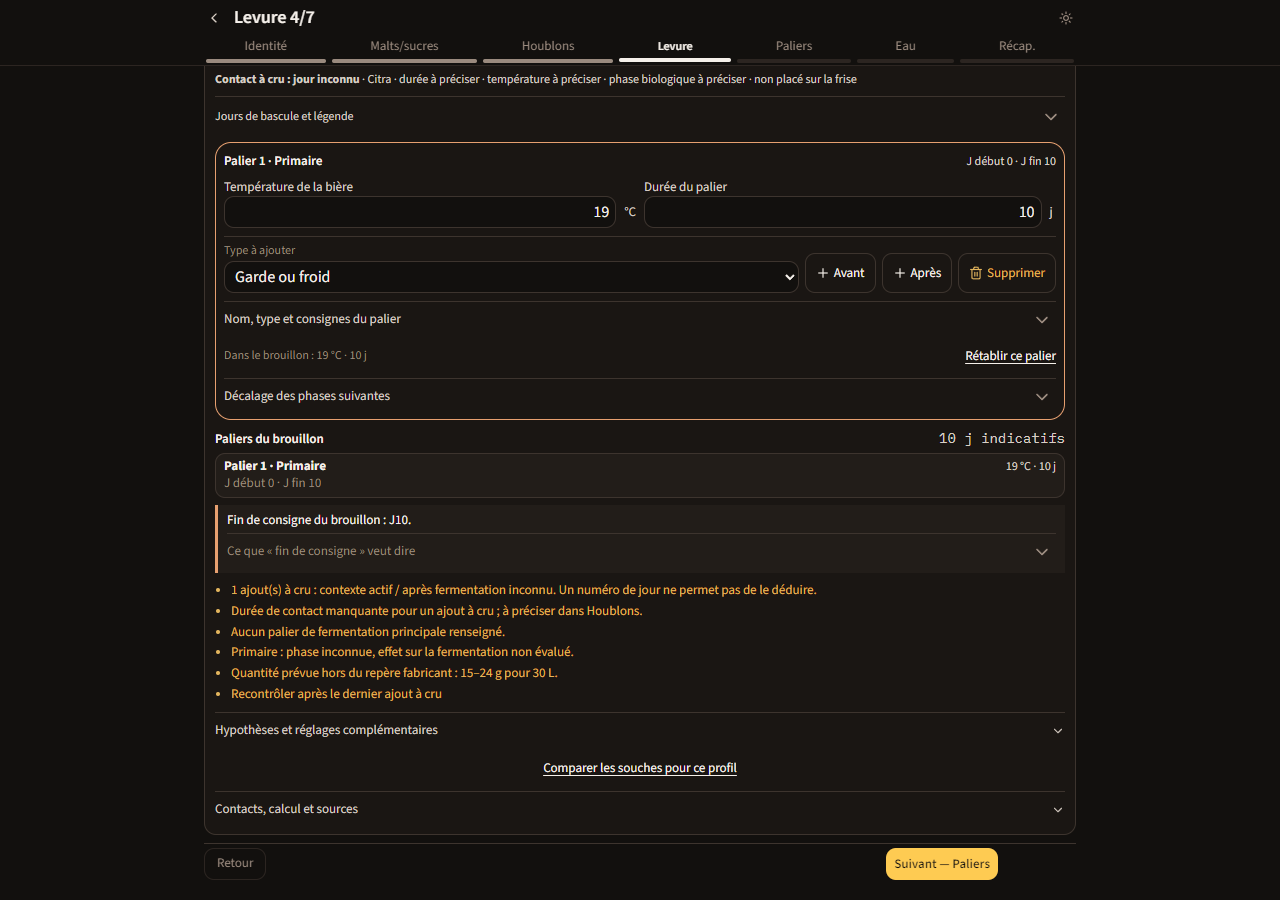 Levure 4/7
Identité
Malts/sucres
Houblons
Levure
Paliers
Eau
Récap.
Contact à cru : jour inconnu · Citra · durée à préciser · température à préciser · phase biologique à préciser · non placé sur la frise
Jours de bascule et légende
Palier 1 · Primaire
J début 0 · J fin 10
Température de la bière
Durée du palier
19 °C
10 j
Type à ajouter
Garde ou froid
+ Avant
+ Après
Supprimer
Nom, type et consignes du palier
Dans le brouillon : 19 °C · 10 j
Rétablir ce palier
Décalage des phases suivantes
Paliers du brouillon
10 j indicatifs
Palier 1 · Primaire
19 °C · 10 j
J début 0 · J fin 10
Fin de consigne du brouillon : J10.
Ce que « fin de consigne » veut dire
• 1 ajout(s) à cru : contexte actif / après fermentation inconnu. Un numéro de jour ne permet pas de le déduire.
• Durée de contact manquante pour un ajout à cru ; à préciser dans Houblons.
• Aucun palier de fermentation principale renseigné.
• Primaire : phase inconnue, effet sur la fermentation non évalué.
• Quantité prévue hors du repère fabricant : 15–24 g pour 30 L.
• Recontrôler après le dernier ajout à cru
Hypothèses et réglages complémentaires
Comparer les souches pour ce profil
Contacts, calcul et sources
Retour
Suivant — Paliers